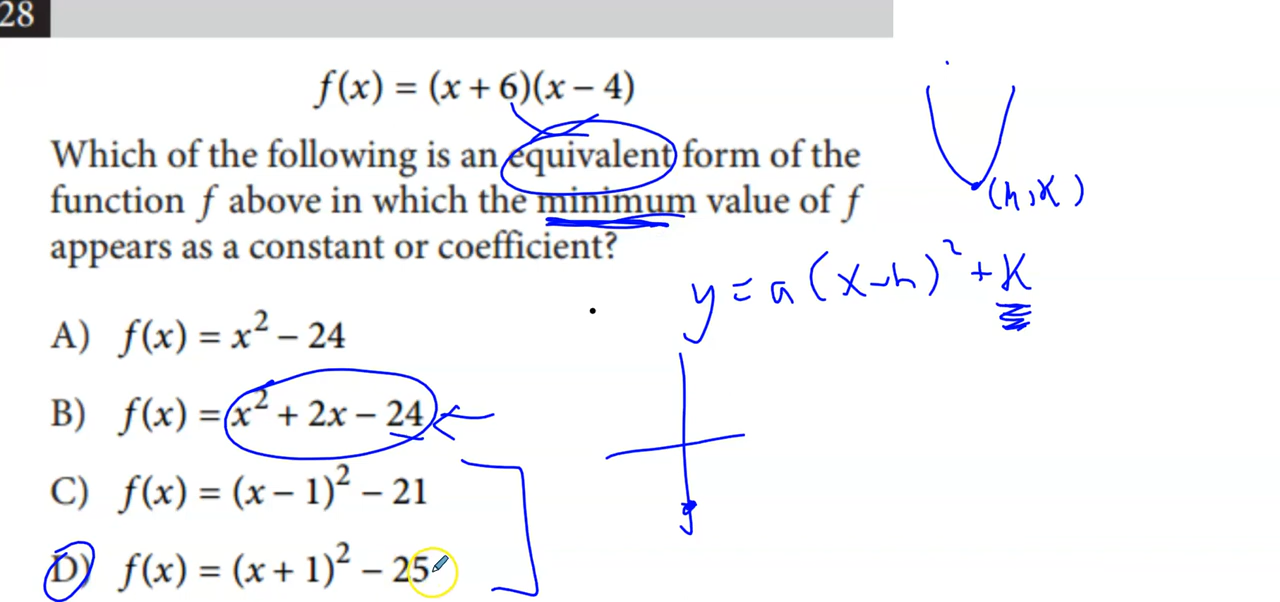 28
f(x) = (x + 6)(x − 4)
Which of the following is an equivalent form of the
function f above in which the minimum value of f
appears as a constant or coefficient?
A) f(x) = x² − 24
B) f(x) = x² + 2x − 24
C) f(x) = (x − 1)² − 21
D) f(x) = (x + 1)² − 25
(h, K)
y = a(x − h)² + K